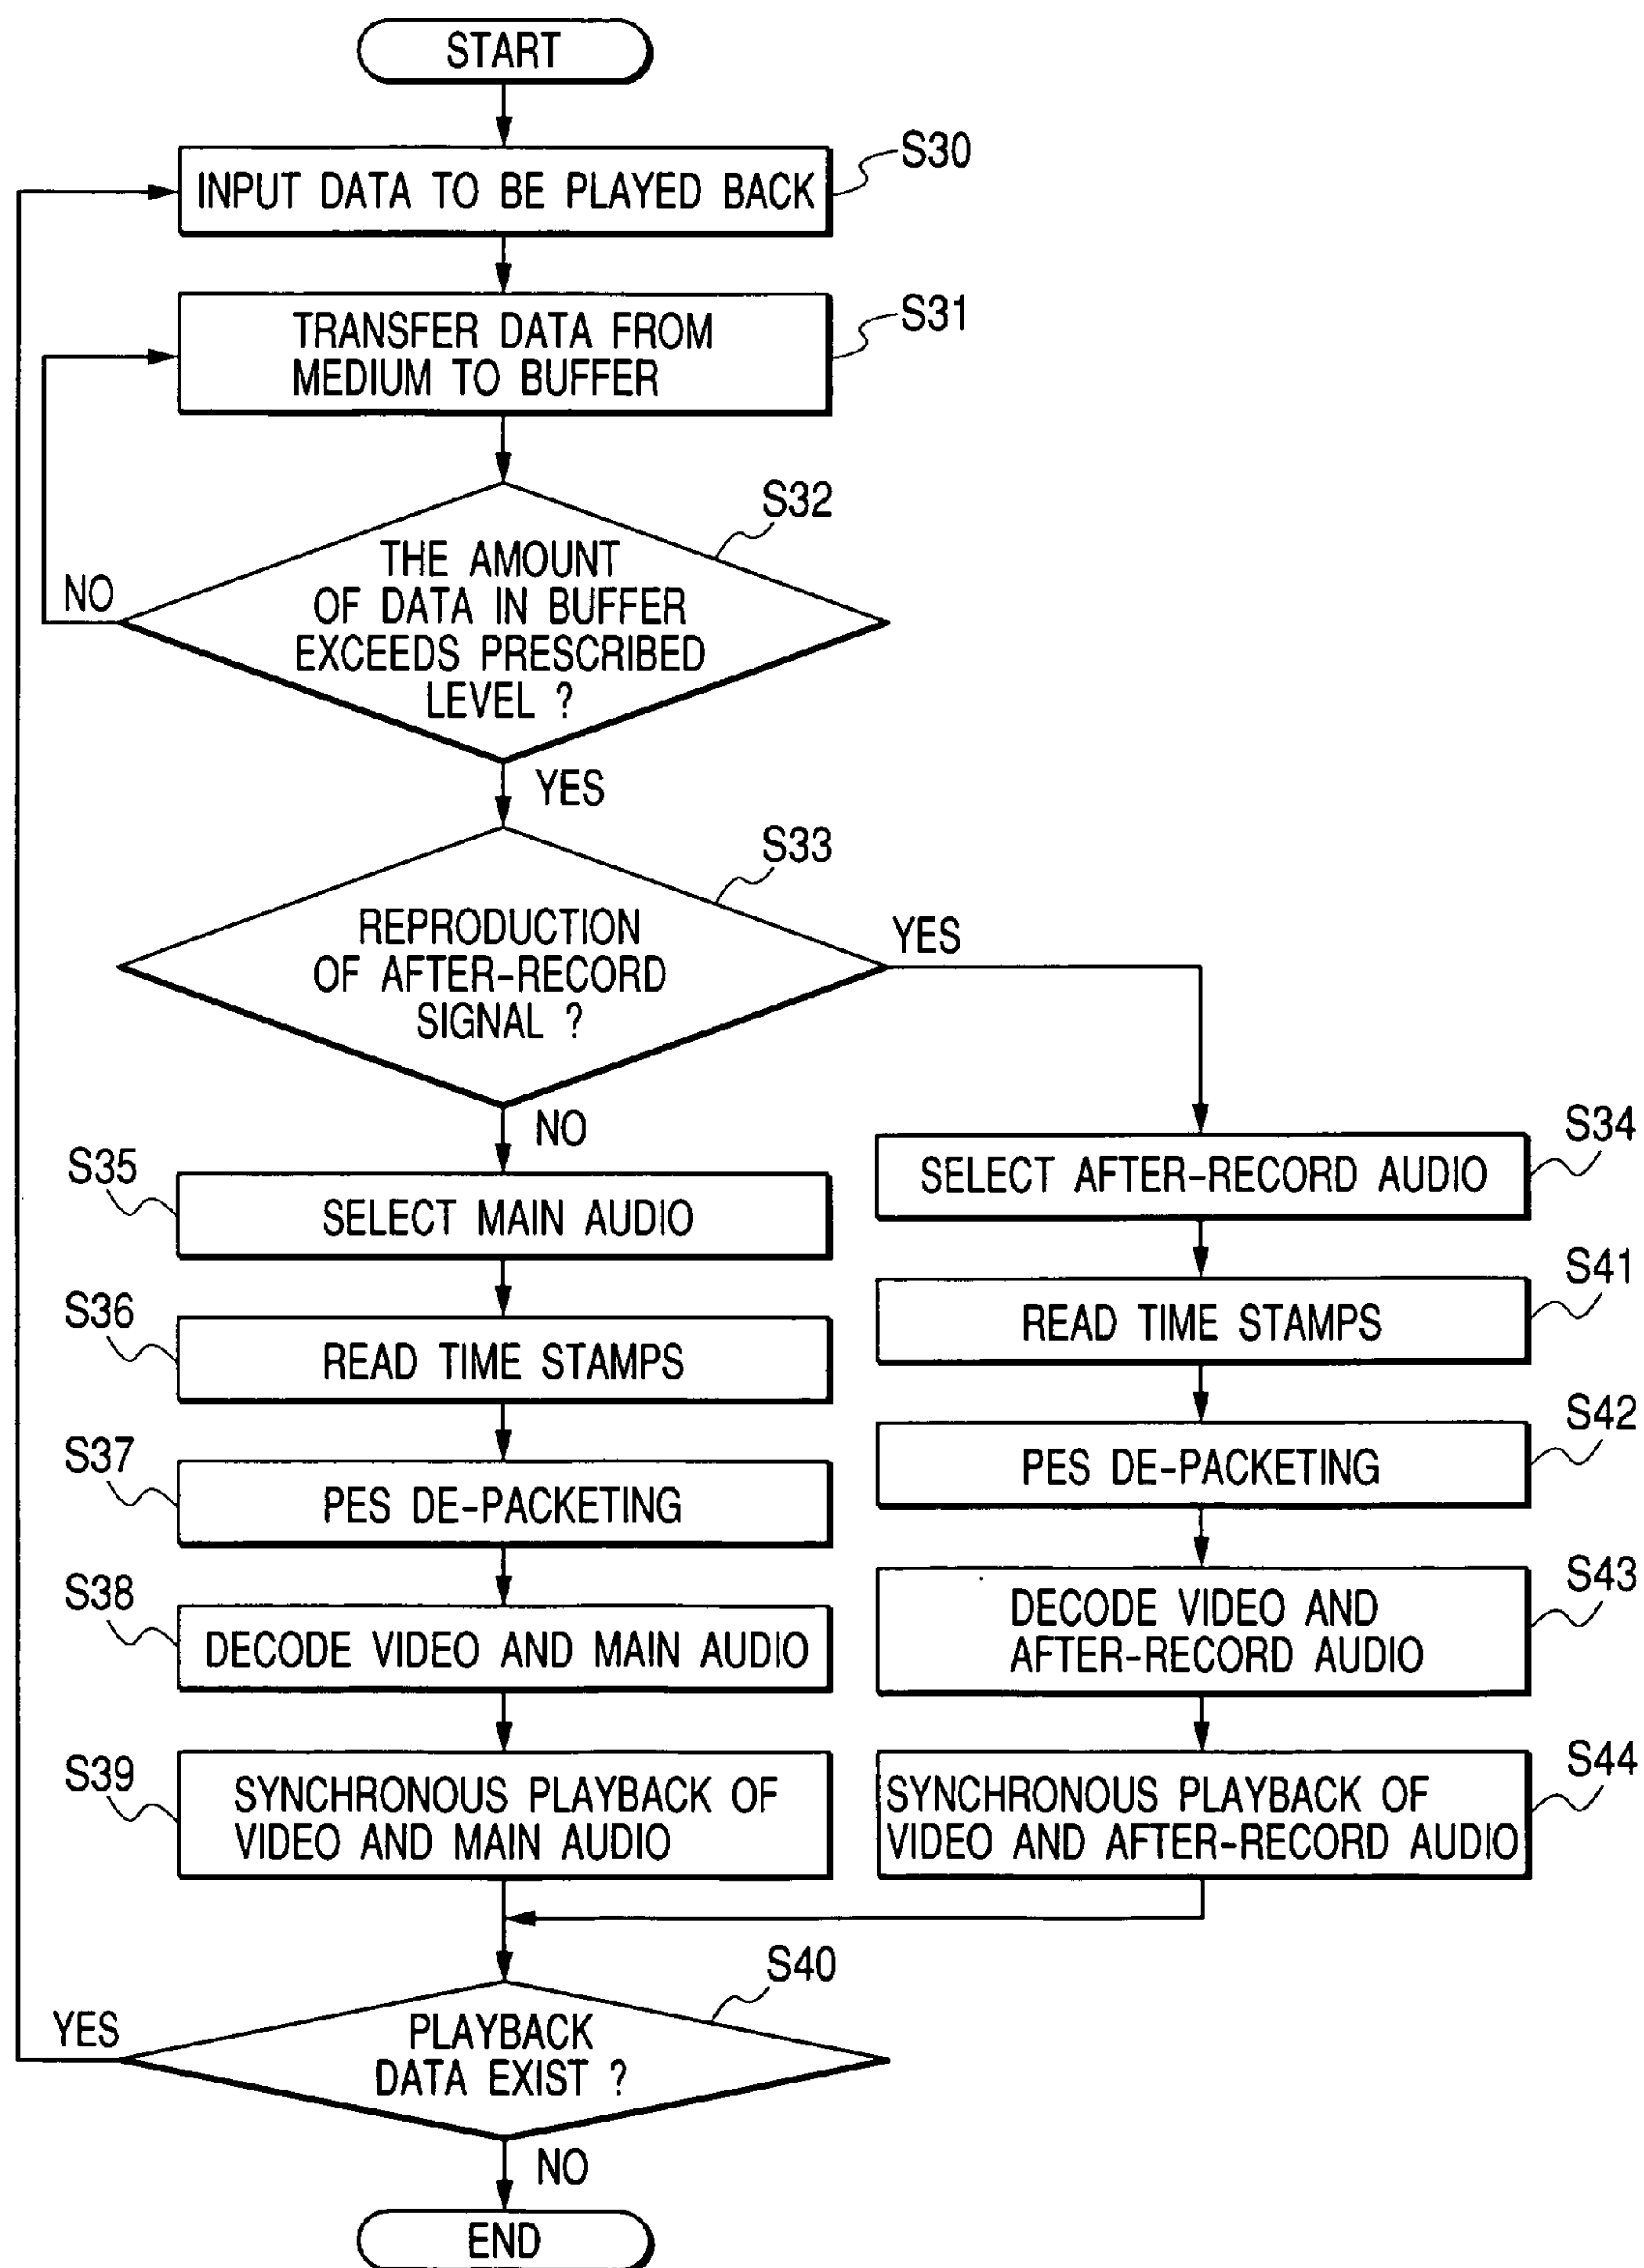 START
S30
INPUT DATA TO BE PLAYED BACK
S31
TRANSFER DATA FROM
MEDIUM TO BUFFER
S32
THE AMOUNT
OF DATA IN BUFFER
EXCEEDS PRESCRIBED
LEVEL ?
NO
YES
S33
REPRODUCTION
OF AFTER-RECORD
SIGNAL ?
YES
NO
S35
SELECT MAIN AUDIO
S36
READ TIME STAMPS
S37
PES DE-PACKETING
S38
DECODE VIDEO AND MAIN AUDIO
S39
SYNCHRONOUS PLAYBACK OF
VIDEO AND MAIN AUDIO
S34
SELECT AFTER-RECORD AUDIO
S41
READ TIME STAMPS
S42
PES DE-PACKETING
S43
DECODE VIDEO AND
AFTER-RECORD AUDIO
S44
SYNCHRONOUS PLAYBACK OF
VIDEO AND AFTER-RECORD AUDIO
S40
PLAYBACK
DATA EXIST ?
YES
NO
END